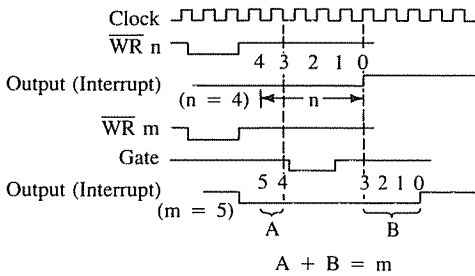 Clock
WR n
4 3 2 1 0
Output (Interrupt)
(n = 4) n
WR m
Gate
5 4 3 2 1 0
Output (Interrupt)
(m = 5)
A B
A + B = m